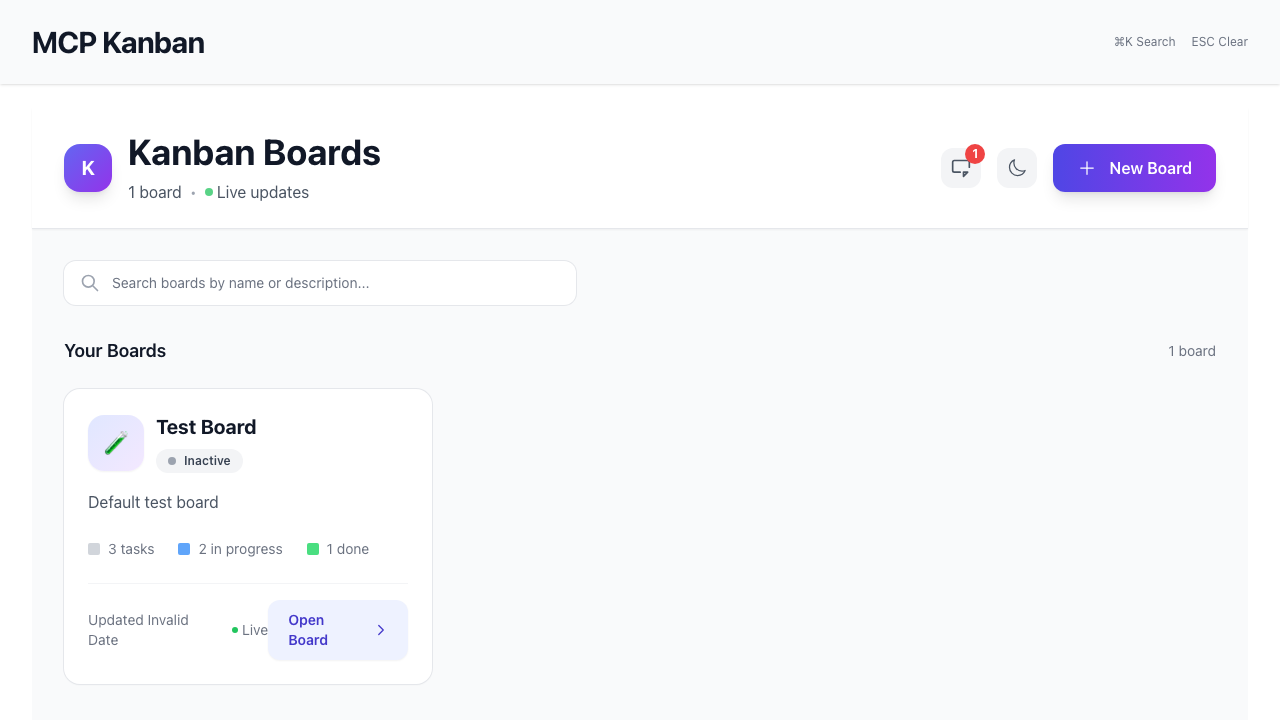 MCP Kanban
⌘K Search ESC Clear
K
Kanban Boards
1 board • Live updates
1
New Board
Search boards by name or description...
Your Boards
1 board
Test Board
Inactive
Default test board
3 tasks 2 in progress 1 done
Updated Invalid
Date
Live
Open
Board